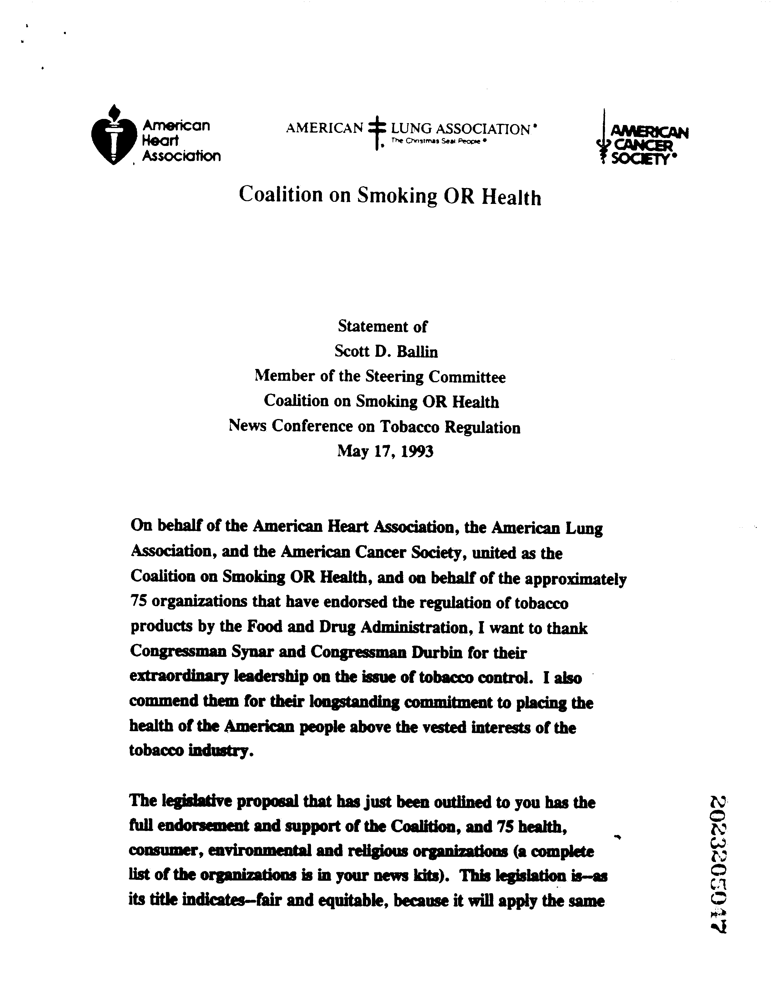 American
Heart
Association
AMERICAN LUNG ASSOCIATION®
The Christmas Seal People ®
AMERICAN
CANCER
SOCIETY®
Coalition on Smoking OR Health
Statement of
Scott D. Ballin
Member of the Steering Committee
Coalition on Smoking OR Health
News Conference on Tobacco Regulation
May 17, 1993
On behalf of the American Heart Association, the American Lung
Association, and the American Cancer Society, united as the
Coalition on Smoking OR Health, and on behalf of the approximately
75 organizations that have endorsed the regulation of tobacco
products by the Food and Drug Administration, I want to thank
Congressman Synar and Congressman Durbin for their
extraordinary leadership on the issue of tobacco control. I also
commend them for their longstanding commitment to placing the
health of the American people above the vested interests of the
tobacco industry.
The legislative proposal that has just been outlined to you has the
full endorsement and support of the Coalition, and 75 health,
consumer, environmental and religious organizations (a complete
list of the organizations is in your news kits). This legislation is--as
its title indicates--fair and equitable, because it will apply the same
2023205047